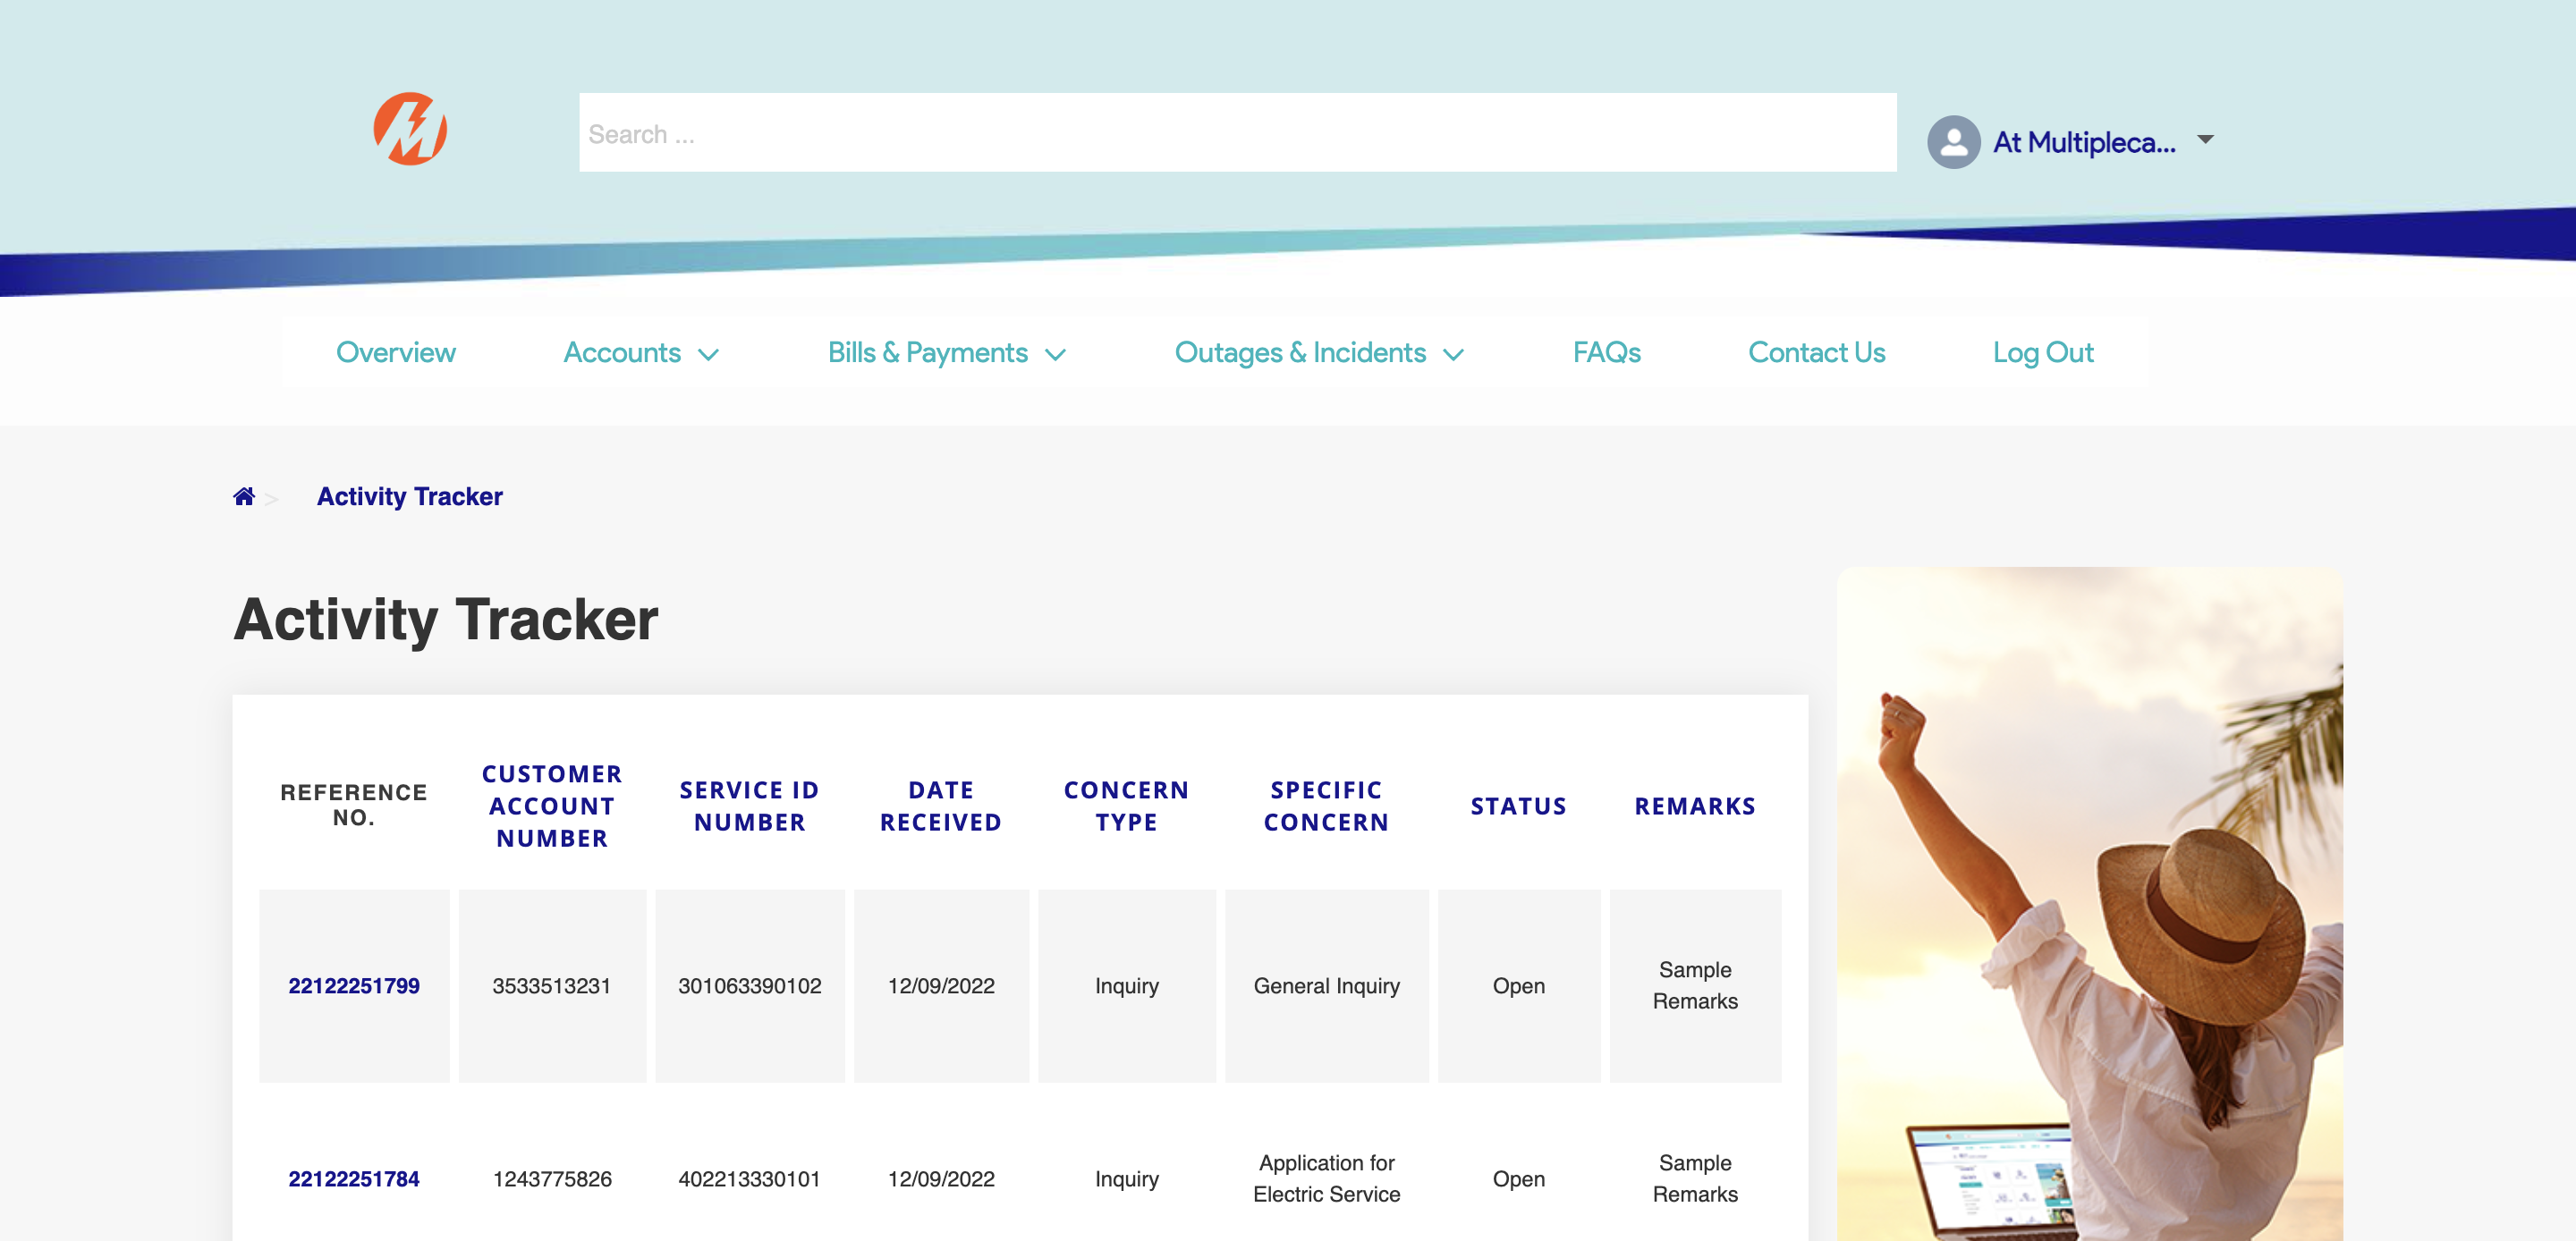 Search ...
At Multipleca...
Overview
Accounts
Bills & Payments
Outages & Incidents
FAQs
Contact Us
Log Out
> Activity Tracker
Activity Tracker
REFERENCE
NO.
CUSTOMER
ACCOUNT
NUMBER
SERVICE ID
NUMBER
DATE
RECEIVED
CONCERN
TYPE
SPECIFIC
CONCERN
STATUS
REMARKS
22122251799
3533513231
301063390102
12/09/2022
Inquiry
General Inquiry
Open
Sample
Remarks
22122251784
1243775826
402213330101
12/09/2022
Inquiry
Application for
Electric Service
Open
Sample
Remarks